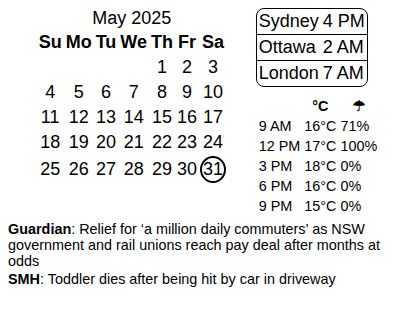 May 2025
Su Mo Tu We Th Fr Sa
1 2 3
4 5 6 7 8 9 10
11 12 13 14 15 16 17
18 19 20 21 22 23 24
25 26 27 28 29 30 31
Sydney 4 PM
Ottawa 2 AM
London 7 AM
°C ☂
9 AM 16°C 71%
12 PM 17°C 100%
3 PM 18°C 0%
6 PM 16°C 0%
9 PM 15°C 0%
Guardian: Relief for ‘a million daily commuters’ as NSW
government and rail unions reach pay deal after months at
odds
SMH: Toddler dies after being hit by car in driveway